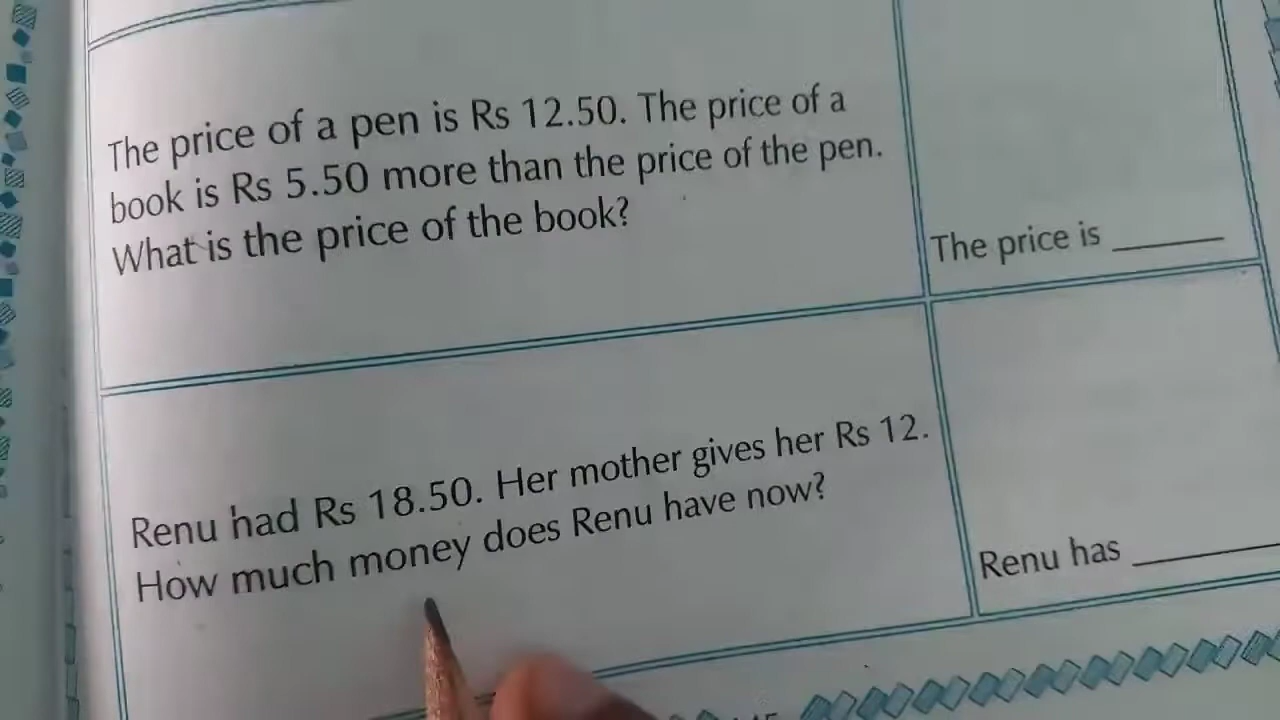 The price of a pen is Rs 12.50. The price of a
book is Rs 5.50 more than the price of the pen.
What is the price of the book?
The price is ______
Renu had Rs 18.50. Her mother gives her Rs 12.
How much money does Renu have now?
Renu has ______